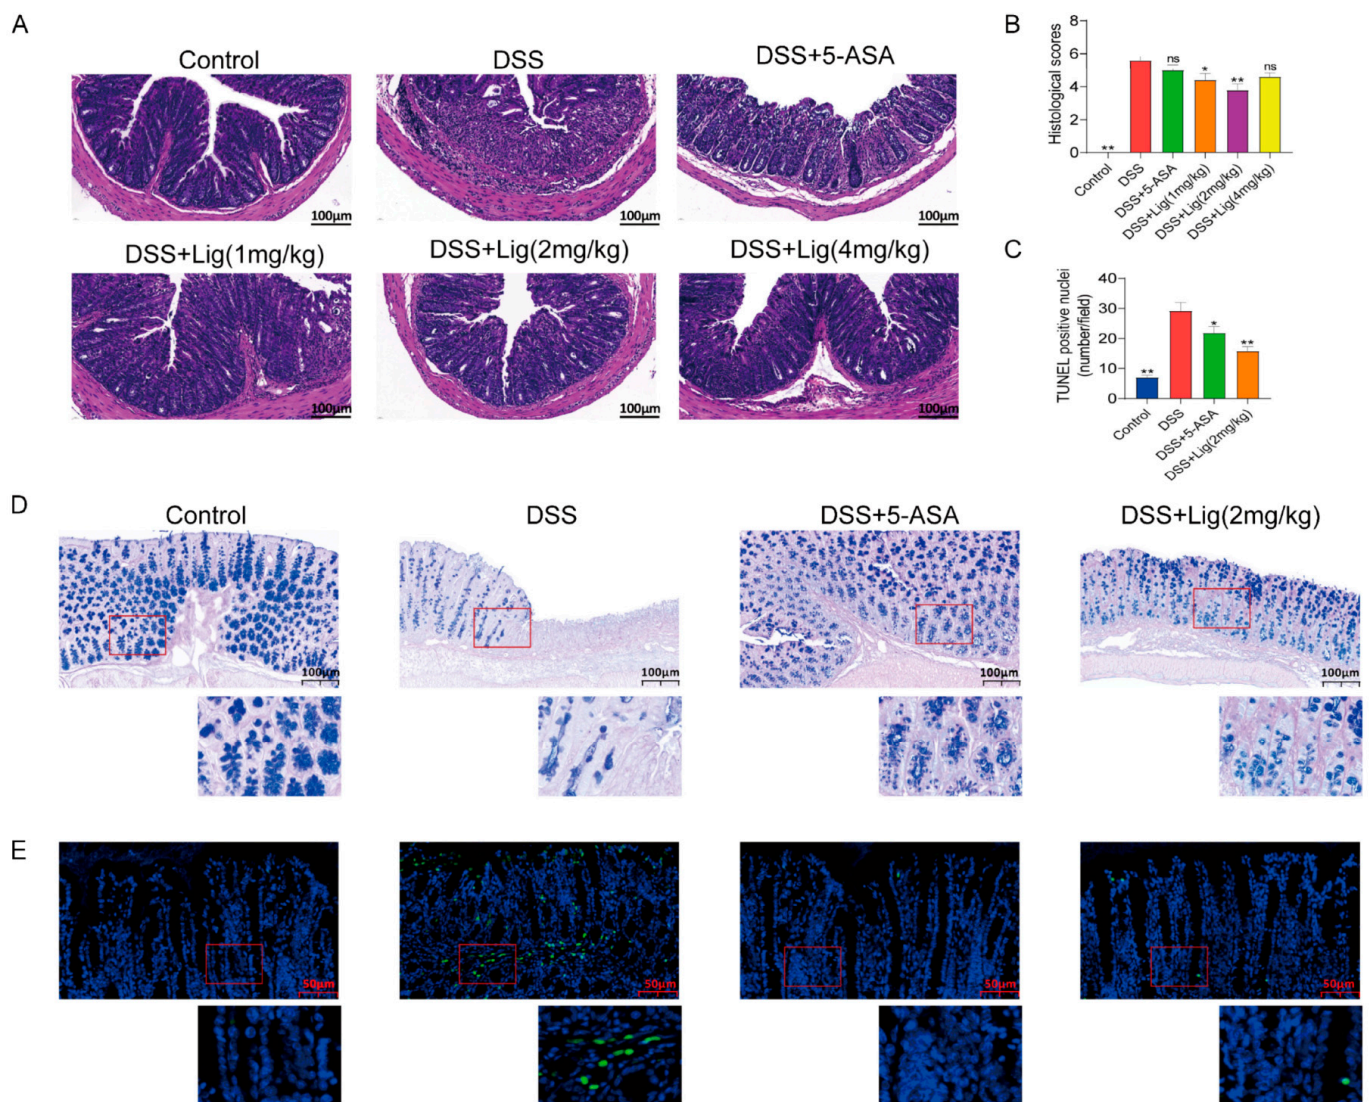 A
Control
DSS
DSS+5-ASA
100μm
100μm
100μm
DSS+Lig(1mg/kg)
DSS+Lig(2mg/kg)
DSS+Lig(4mg/kg)
100μm
100μm
100μm
B
Histological scores
8
6
4
2
0
**
ns
*
**
ns
Control
DSS
DSS+5-ASA
DSS+Lig(1mg/kg)
DSS+Lig(2mg/kg)
DSS+Lig(4mg/kg)
C
TUNEL positive nuclei
(number/field)
40
30
20
10
0
**
*
**
Control
DSS
DSS+5-ASA
DSS+Lig(2mg/kg)
D
Control
DSS
DSS+5-ASA
DSS+Lig(2mg/kg)
100μm
100μm
100μm
100μm
E
50μm
50μm
50μm
50μm